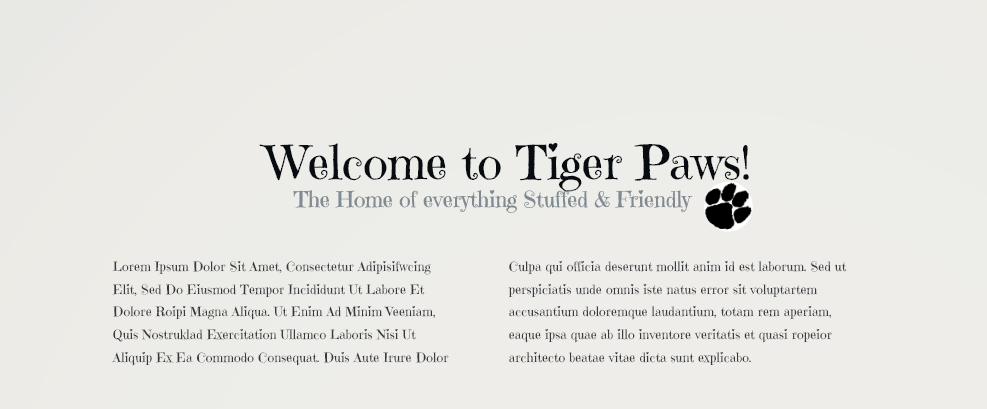 Welcome to Tiger Paws!
The Home of everything Stuffed & Friendly
Lorem Ipsum Dolor Sit Amet, Consectetur Adipisifwcing
Elit, Sed Do Eiusmod Tempor Incididunt Ut Labore Et
Dolore Roipi Magna Aliqua. Ut Enim Ad Minim Veeniam,
Quis Nostruklad Exercitation Ullamco Laboris Nisi Ut
Aliquip Ex Ea Commodo Consequat. Duis Aute Irure Dolor
Culpa qui officia deserunt mollit anim id est laborum. Sed ut
perspiciatis unde omnis iste natus error sit voluptartem
accusantium doloremque laudantium, totam rem aperiam,
eaque ipsa quae ab illo inventore veritatis et quasi ropeior
architecto beatae vitae dicta sunt explicabo.